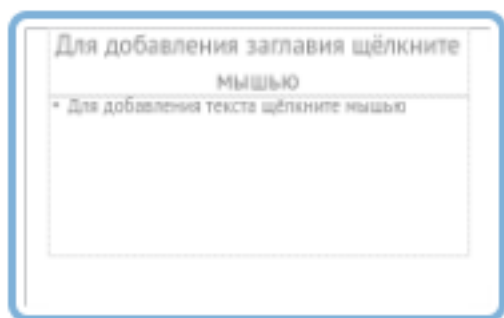 Для добавления заглавия щёлкните
мышью
• Для добавления текста щёлкните мышью